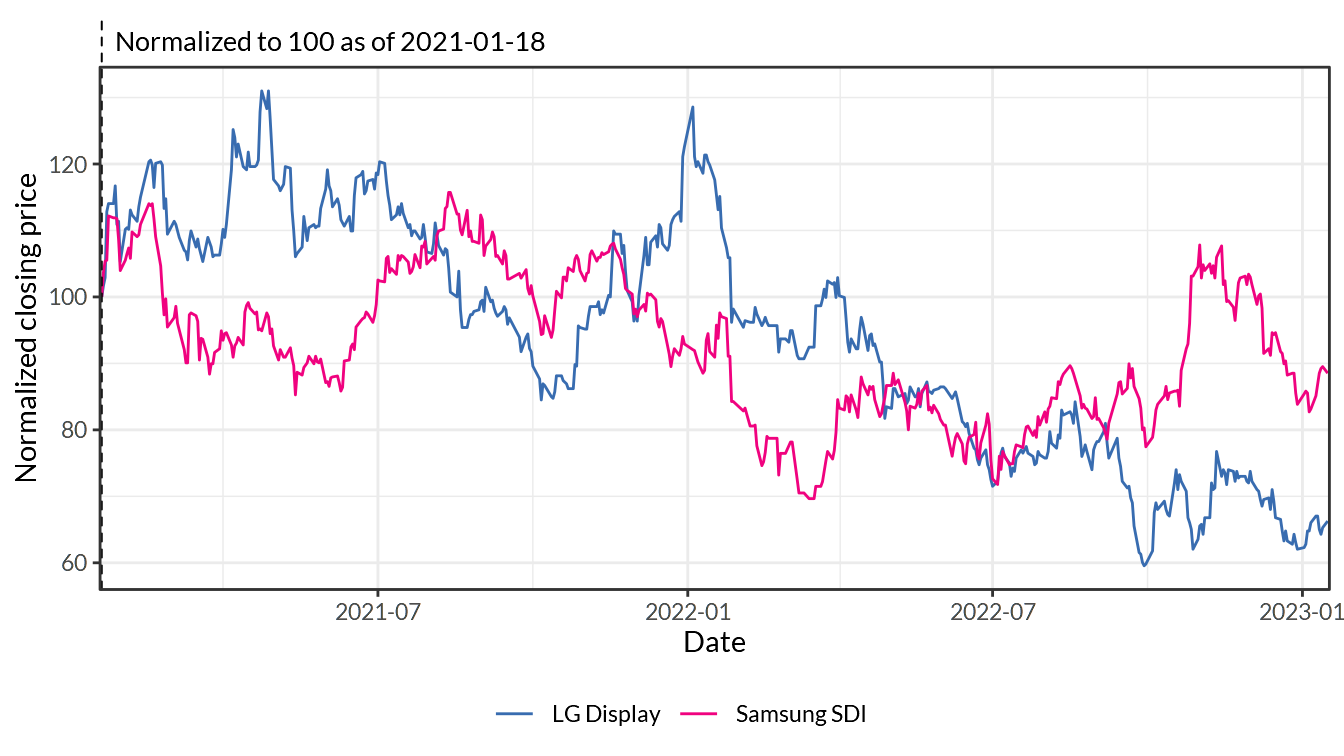 Normalized to 100 as of 2021-01-18
Normalized closing price
120
100
80
60
2021-07
2022-01
2022-07
2023-01
Date
LG Display
Samsung SDI